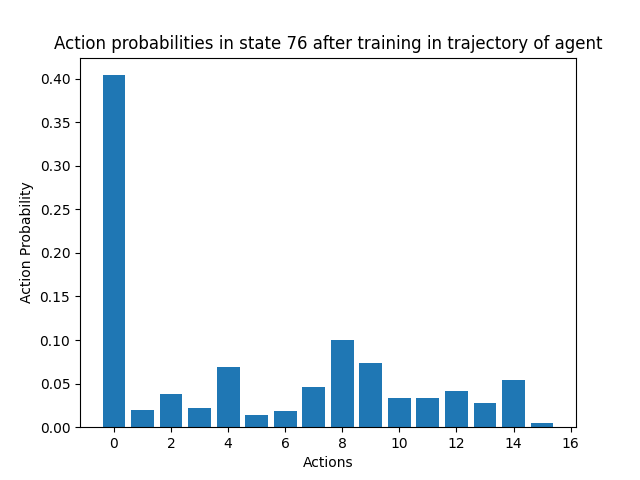 Action probabilities in state 76 after training in trajectory of agent
0.40
0.35
0.30
0.25
0.20
0.15
0.10
0.05
0.00
Action Probability
0 2 4 6 8 10 12 14 16
Actions